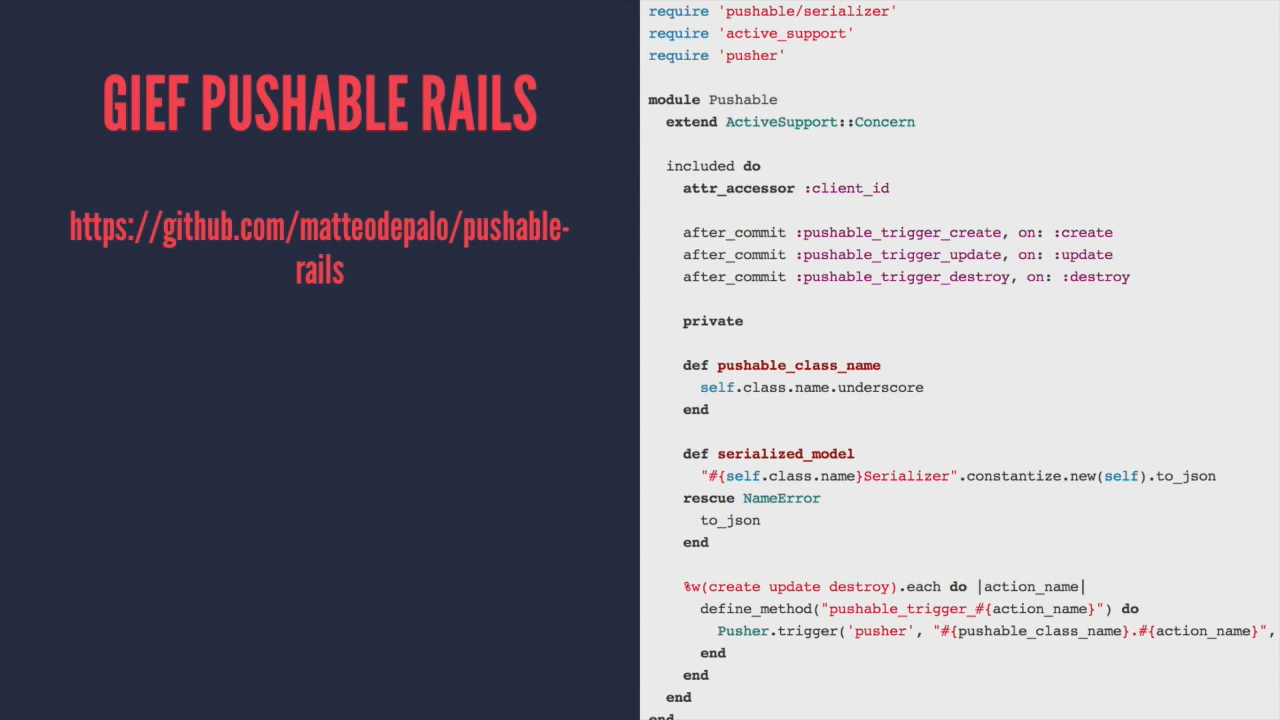 GIEF PUSHABLE RAILS
https://github.com/matteodepalo/pushable-
rails
require 'pushable/serializer'
require 'active_support'
require 'pusher'
module Pushable
  extend ActiveSupport::Concern
  included do
    attr_accessor :client_id
    after_commit :pushable_trigger_create, on: :create
    after_commit :pushable_trigger_update, on: :update
    after_commit :pushable_trigger_destroy, on: :destroy
    private
    def pushable_class_name
      self.class.name.underscore
    end
    def serialized_model
      "#{self.class.name}Serializer".constantize.new(self).to_json
    rescue NameError
      to_json
    end
    %w(create update destroy).each do |action_name|
      define_method("pushable_trigger_#{action_name}") do
        Pusher.trigger('pusher', "#{pushable_class_name}.#{action_name}",
      end
    end
  end
end